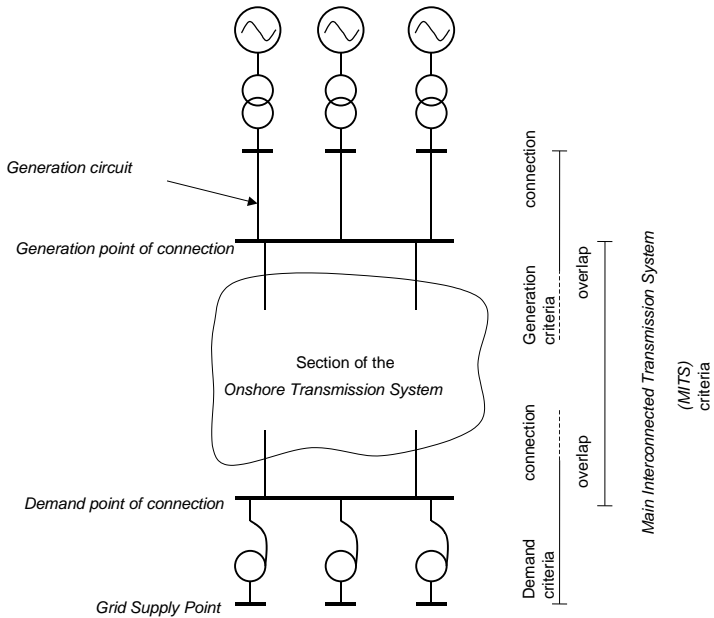 Generation circuit
Generation point of connection
Section of the
Onshore Transmission System
Demand point of connection
Grid Supply Point
Generation connection
criteria
overlap
Demand connection
criteria
overlap
Main Interconnected Transmission System
(MITS)
criteria